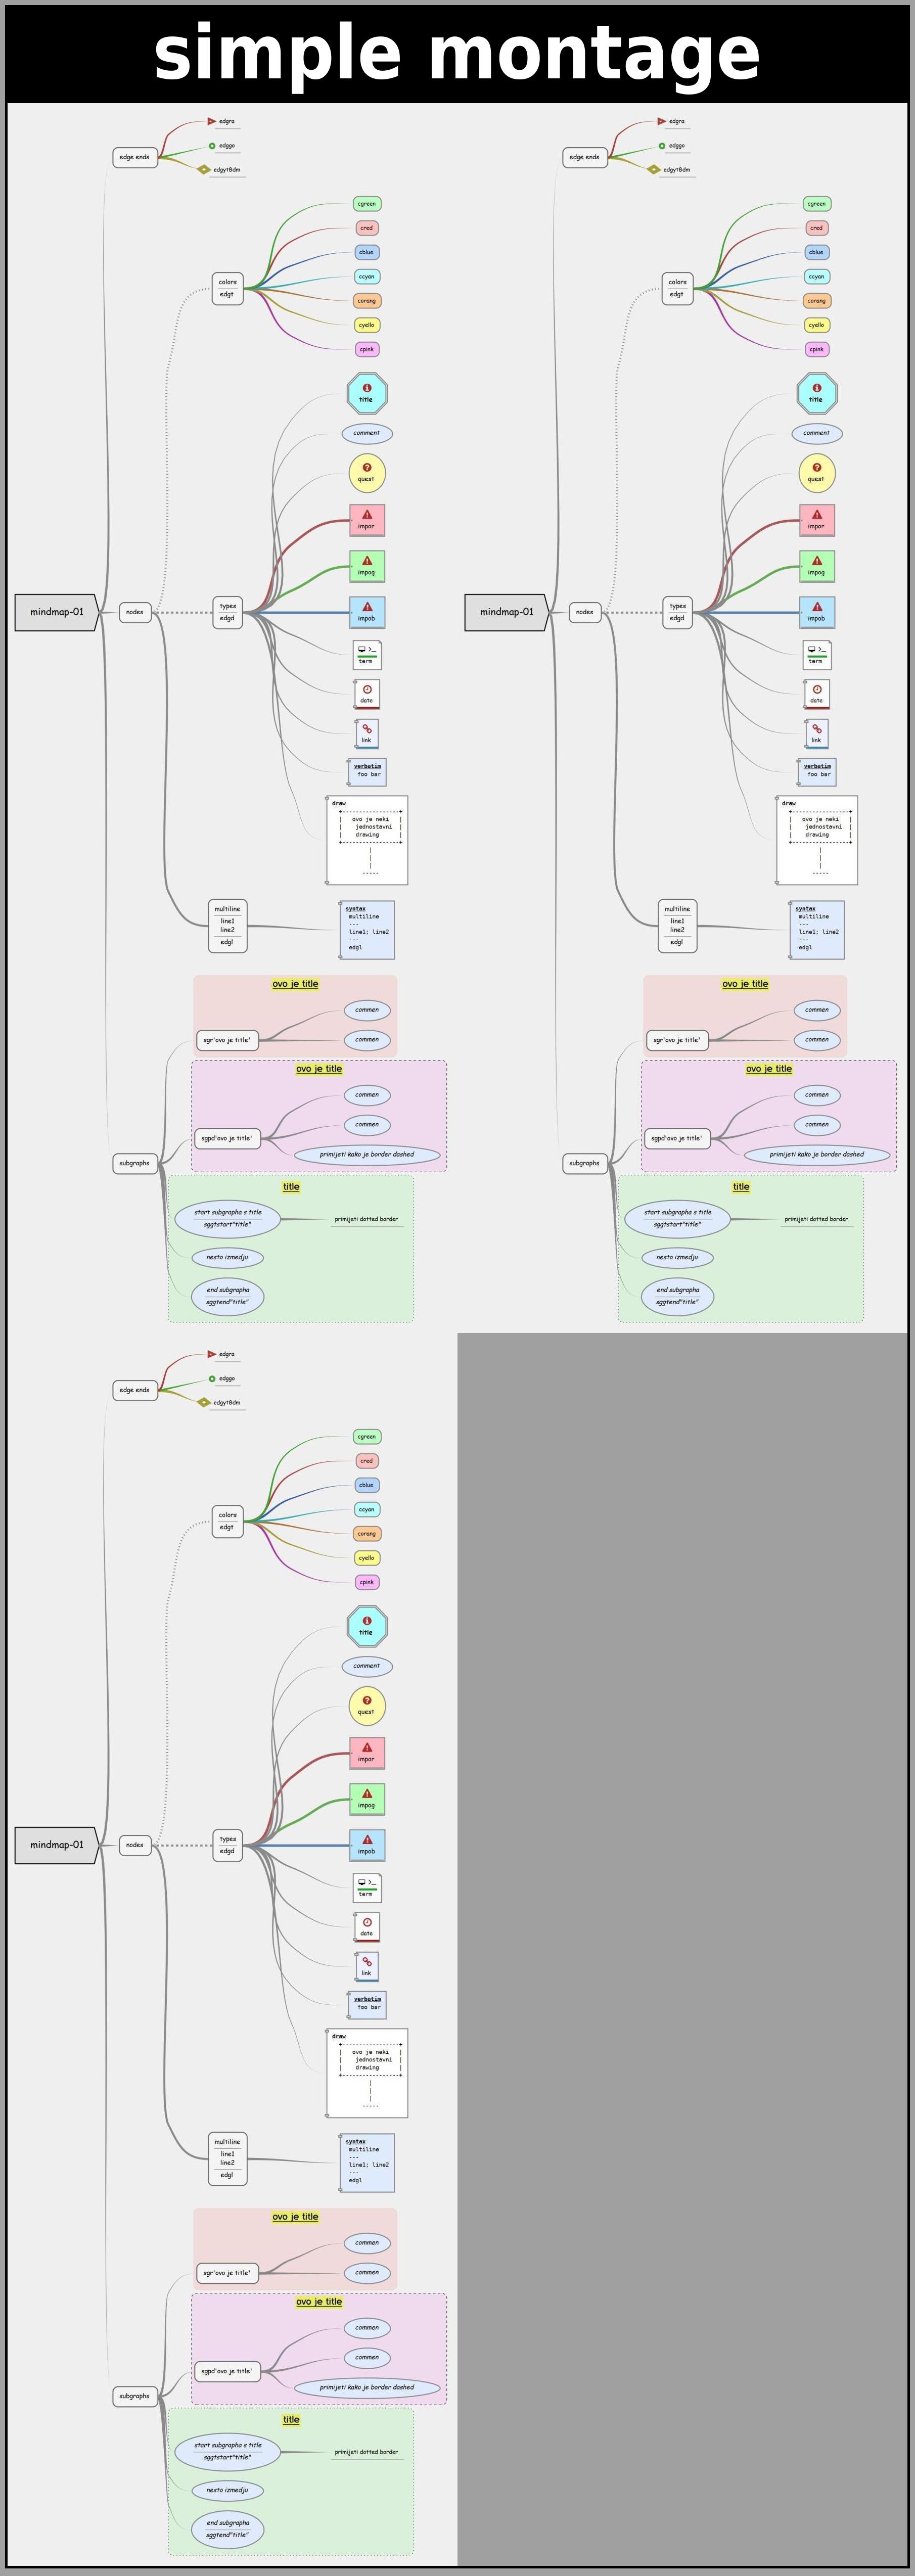 simple montage
edgra
edge ends
edggo
edgyt8dm
cgreen
cred
cblue
ccyan
colors
edgt
corang
cyello
cpink
title
comment
quest
impor
impog
mindmap-01
nodes
types
edgd
impob
>_
term
date
link
verbatim
foo bar
draw
+-----------------+
| ovo je neki |
| jednostavni |
| drawing |
+-----------------+
|
|
|
-----
multiline
line1
line2
edgl
syntax
multiline
---
line1; line2
---
edgl
ovo je title
commen
sgr'ovo je title'
commen
ovo je title
commen
commen
sgpd'ovo je title'
primijeti kako je border dashed
subgraphs
title
start subgrapha s title
sggtstart"title"
primijeti dotted border
nesto izmedju
end subgrapha
sggtend"title"
edgra
edge ends
edggo
edgyt8dm
cgreen
cred
cblue
ccyan
colors
edgt
corang
cyello
cpink
title
comment
quest
impor
impog
mindmap-01
nodes
types
edgd
impob
>_
term
date
link
verbatim
foo bar
draw
+-----------------+
| ovo je neki |
| jednostavni |
| drawing |
+-----------------+
|
|
|
-----
multiline
line1
line2
edgl
syntax
multiline
---
line1; line2
---
edgl
ovo je title
commen
sgr'ovo je title'
commen
ovo je title
commen
commen
sgpd'ovo je title'
primijeti kako je border dashed
subgraphs
title
start subgrapha s title
sggtstart"title"
primijeti dotted border
nesto izmedju
end subgrapha
sggtend"title"
edgra
edge ends
edggo
edgyt8dm
cgreen
cred
cblue
ccyan
colors
edgt
corang
cyello
cpink
title
comment
quest
impor
impog
mindmap-01
nodes
types
edgd
impob
>_
term
date
link
verbatim
foo bar
draw
+-----------------+
| ovo je neki |
| jednostavni |
| drawing |
+-----------------+
|
|
|
-----
multiline
line1
line2
edgl
syntax
multiline
---
line1; line2
---
edgl
ovo je title
commen
sgr'ovo je title'
commen
ovo je title
commen
commen
sgpd'ovo je title'
primijeti kako je border dashed
subgraphs
title
start subgrapha s title
sggtstart"title"
primijeti dotted border
nesto izmedju
end subgrapha
sggtend"title"